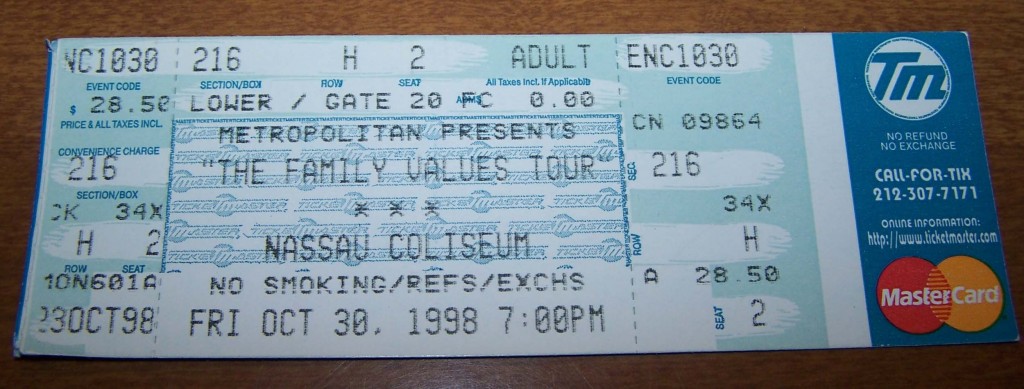 VC1030 216 H 2 ADULT ENC1030
EVENT CODE SECTION/BOX ROW SEAT All Taxes Incl. If Applicable EVENT CODE
$ 28.50 LOWER / GATE 20 FC 0.00
PRICE & ALL TAXES INCL. METROPOLITAN PRESENTS CN 09864
CONVENIENCE CHARGE
216 "THE FAMILY VALUES TOUR" SEC. 216
SECTION/BOX
CK 34X * * * 34X
H 2 NASSAU COLISEUM ROW H
ROW SEAT
10N601A NO SMOKING/REFS/EXCHS A 28.50
23OCT98 FRI OCT 30, 1998 7:00PM SEAT 2
TM
NO REFUND
NO EXCHANGE
CALL-FOR-TIX
212-307-7171
ONLINE INFORMATION:
http://www.ticketmaster.com
MasterCard